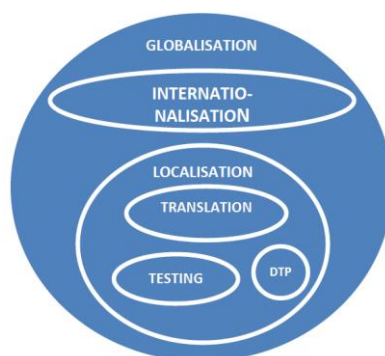 GLOBALISATION
INTERNATIO-
NALISATION
LOCALISATION
TRANSLATION
TESTING
DTP